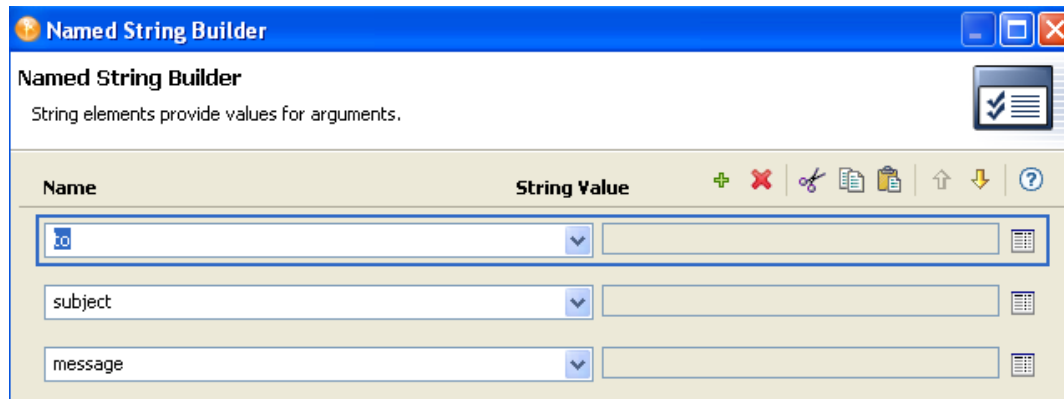 Named String Builder
Named String Builder
String elements provide values for arguments.
Name String Value
to
subject
message